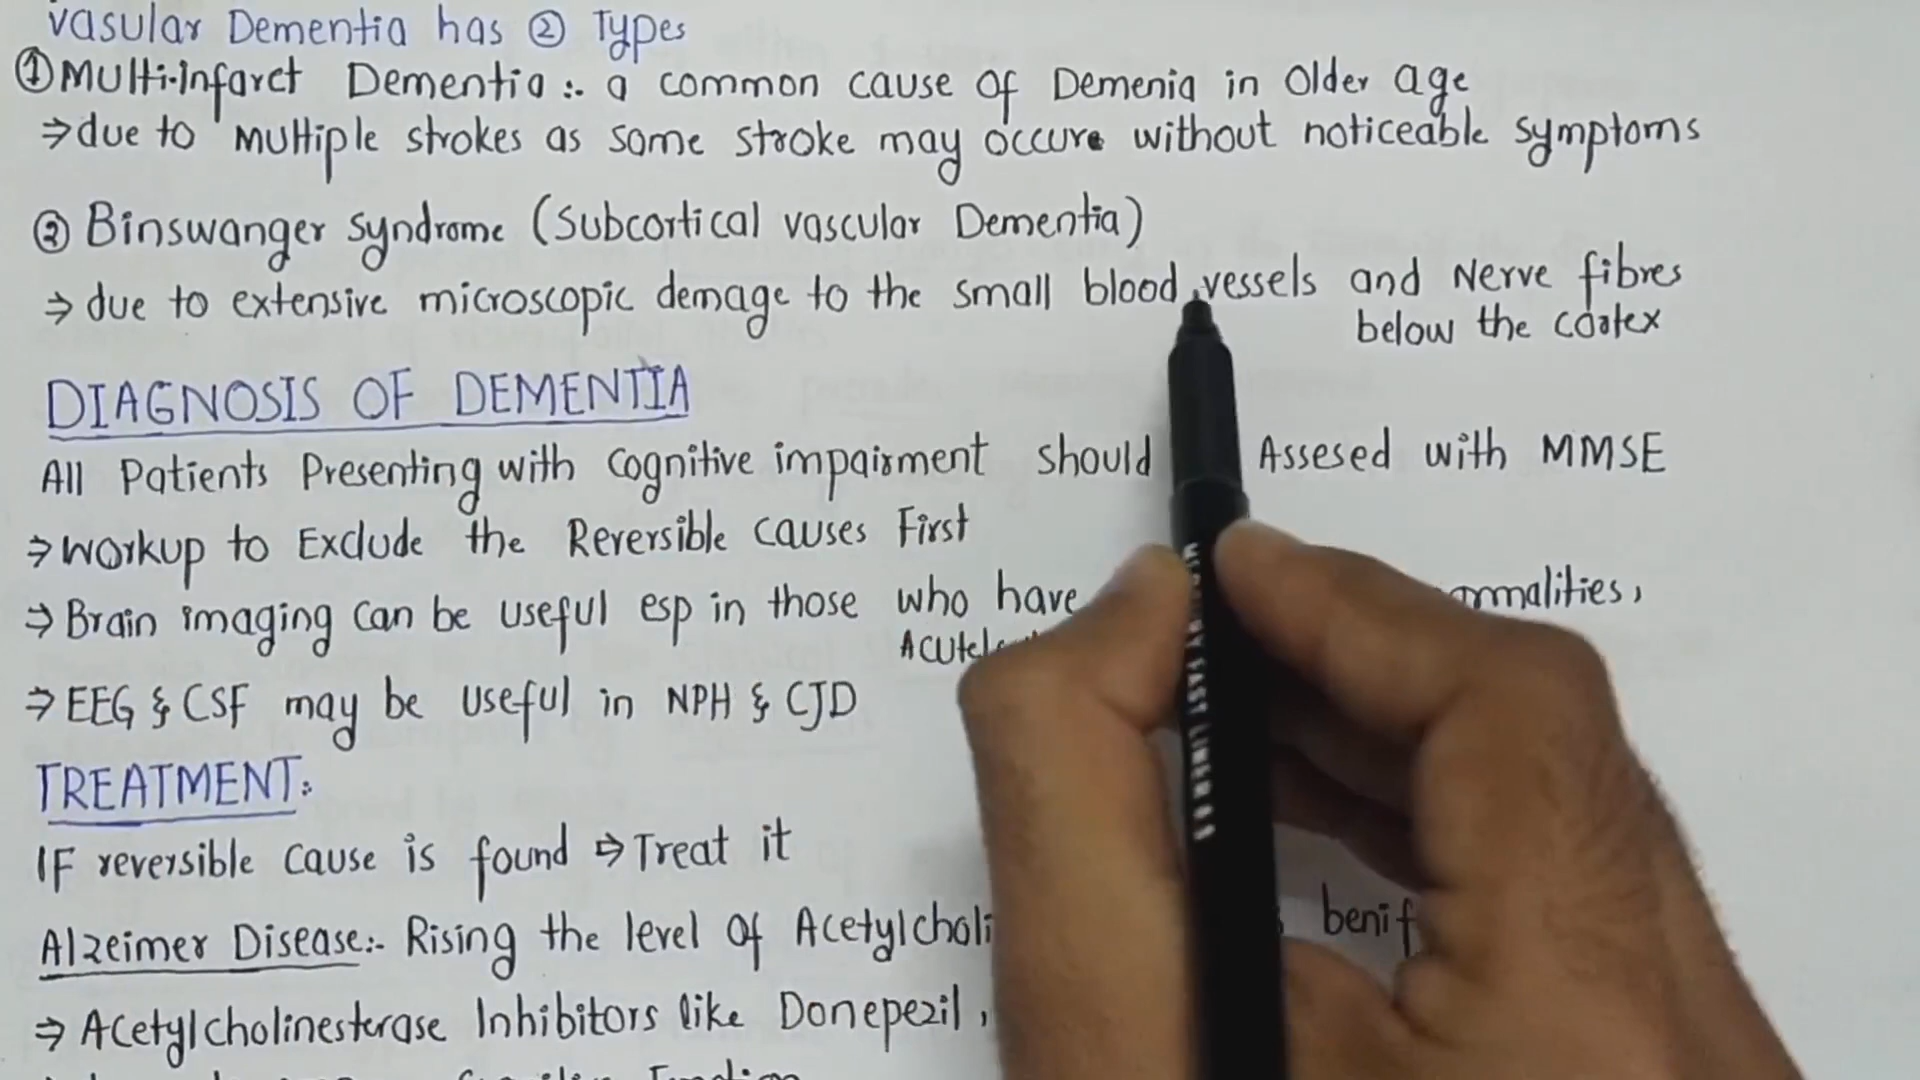 vasular Dementia has ② Types
① Multi-Infarct Dementia:- a common cause of Demenia in Older age
⇒ due to Multiple strokes as some stroke may occure without noticeable symptoms
② Binswanger syndrome (Subcortical vascular Dementia)
⇒ due to extensive microscopic demage to the small blood vessels and Nerve fibres
below the cortex
DIAGNOSIS OF DEMENTIA
All Patients Presenting with cognitive impairment should Assesed with MMSE
⇒ Workup to Exclude the Reversible causes First
⇒ Brain imaging can be useful esp in those who have
⇒ EEG & CSF may be useful in NPH & CJD
TREATMENT:
IF reversible cause is found ⇒ Treat it
Alzeimer Disease:- Rising the level of
⇒ Acetylcholinesterase Inhibitors like Donepezil,